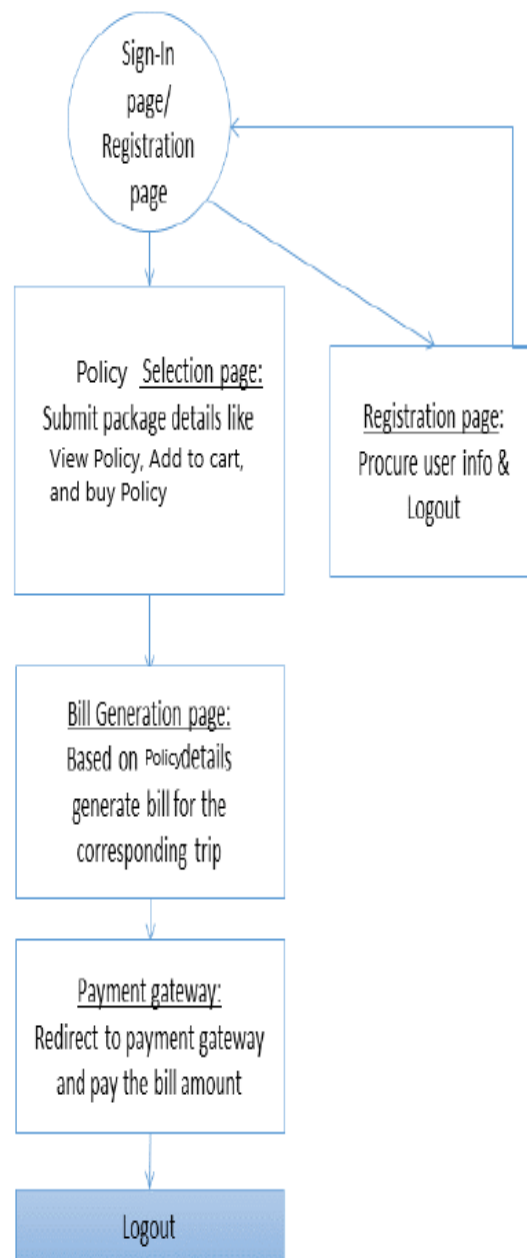 Sign-In
page/
Registration
page
Policy Selection page:
Submit package details like
View Policy, Add to cart,
and buy Policy
Registration page:
Procure user info &
Logout
Bill Generation page:
Based on Policydetails
generate bill for the
corresponding trip
Payment gateway:
Redirect to payment gateway
and pay the bill amount
Logout